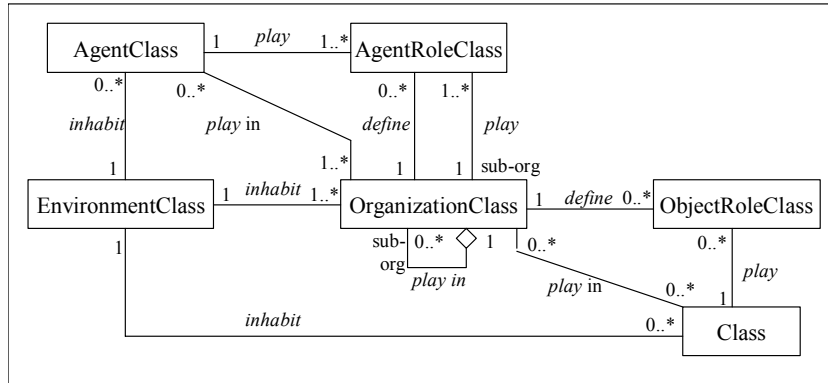 AgentClass 1 play 1..* AgentRoleClass
0..* 0..* 0..* 1..*
inhabit play in define play
1 1..* 1 1 sub-org
EnvironmentClass 1 inhabit 1..* OrganizationClass 1 define 0..* ObjectRoleClass
1 sub- 0..* 1 0..* 0..*
org
play in play in 0..* 1 play
inhabit 0..* Class